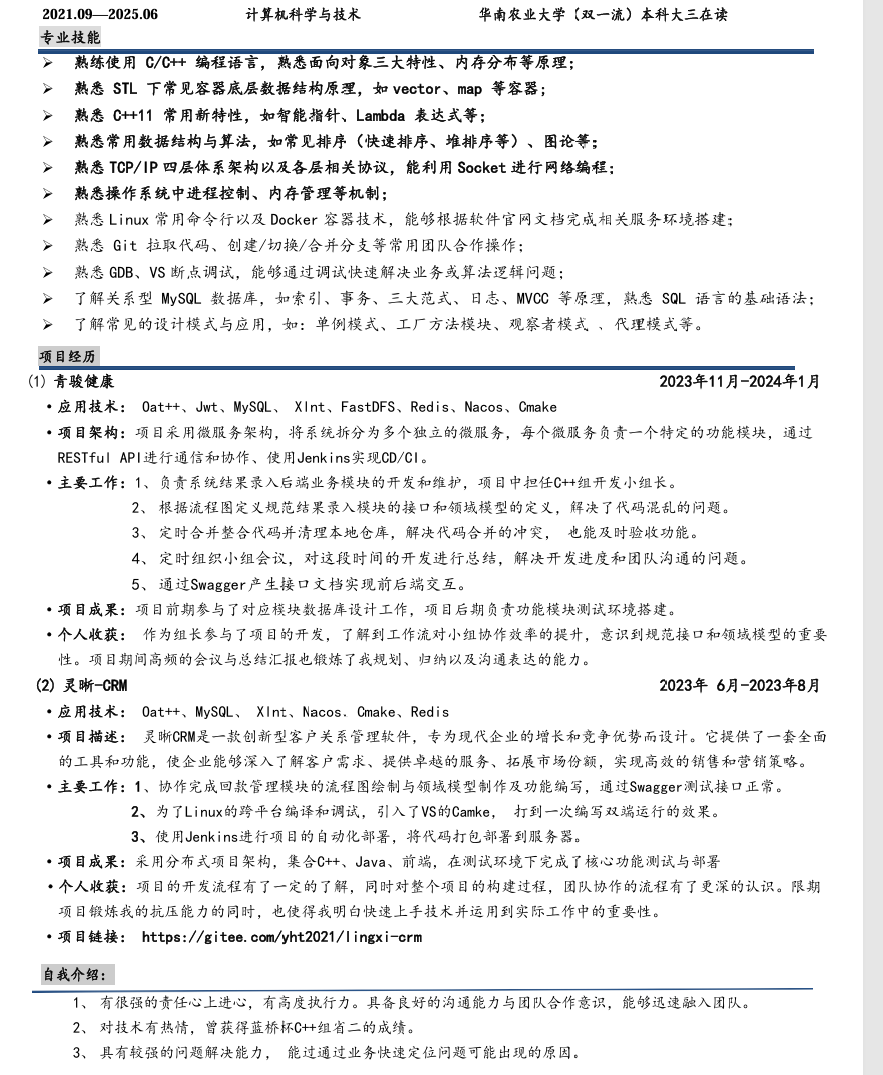 2021.09—2025.06 计算机科学与技术 华南农业大学（双一流）本科大三在读
专业技能
➢ 熟练使用 C/C++ 编程语言，熟悉面向对象三大特性、内存分布等原理；
➢ 熟悉 STL 下常见容器底层数据结构原理，如 vector、map 等容器；
➢ 熟悉 C++11 常用新特性，如智能指针、Lambda 表达式等；
➢ 熟悉常用数据结构与算法，如常见排序（快速排序、堆排序等）、图论等；
➢ 熟悉 TCP/IP 四层体系架构以及各层相关协议，能利用 Socket 进行网络编程；
➢ 熟悉操作系统中进程控制、内存管理等机制；
➢ 熟悉 Linux 常用命令行以及 Docker 容器技术，能够根据软件官网文档完成相关服务环境搭建；
➢ 熟悉 Git 拉取代码、创建/切换/合并分支等常用团队合作操作；
➢ 熟悉 GDB、VS 断点调试，能够通过调试快速解决业务或算法逻辑问题；
➢ 了解关系型 MySQL 数据库，如索引、事务、三大范式、日志、MVCC 等原理，熟悉 SQL 语言的基础语法；
➢ 了解常见的设计模式与应用，如：单例模式、工厂方法模块、观察者模式 、代理模式等。
项目经历
(1) 青骏健康 2023年11月-2024年1月
·应用技术： Oat++、Jwt、MySQL、 XInt、FastDFS、Redis、Nacos、Cmake
·项目架构：项目采用微服务架构，将系统拆分为多个独立的微服务，每个微服务负责一个特定的功能模块，通过
RESTful API进行通信和协作、使用Jenkins实现CD/CI。
·主要工作：1、负责系统结果录入后端业务模块的开发和维护，项目中担任C++组开发小组长。
2、 根据流程图定义规范结果录入模块的接口和领域模型的定义，解决了代码混乱的问题。
3、 定时合并整合代码并清理本地仓库，解决代码合并的冲突， 也能及时验收功能。
4、 定时组织小组会议，对这段时间的开发进行总结，解决开发进度和团队沟通的问题。
5、 通过Swagger产生接口文档实现前后端交互。
·项目成果：项目前期参与了对应模块数据库设计工作，项目后期负责功能模块测试环境搭建。
·个人收获： 作为组长参与了项目的开发，了解到工作流对小组协作效率的提升，意识到规范接口和领域模型的重要
性。项目期间高频的会议与总结汇报也锻炼了我规划、归纳以及沟通表达的能力。
(2) 灵晰-CRM 2023年 6月-2023年8月
·应用技术： Oat++、MySQL、 XInt、Nacos. Cmake、Redis
·项目描述： 灵晰CRM是一款创新型客户关系管理软件，专为现代企业的增长和竞争优势而设计。它提供了一套全面
的工具和功能，使企业能够深入了解客户需求、提供卓越的服务、拓展市场份额，实现高效的销售和营销策略。
·主要工作：1、协作完成回款管理模块的流程图绘制与领域模型制作及功能编写，通过Swagger测试接口正常。
2、为了Linux的跨平台编译和调试，引入了VS的Camke， 打到一次编写双端运行的效果。
3、使用Jenkins进行项目的自动化部署，将代码打包部署到服务器。
·项目成果：采用分布式项目架构，集合C++、Java、前端，在测试环境下完成了核心功能测试与部署
·个人收获：项目的开发流程有了一定的了解，同时对整个项目的构建过程，团队协作的流程有了更深的认识。限期
项目锻炼我的抗压能力的同时，也使得我明白快速上手技术并运用到实际工作中的重要性。
·项目链接： https://gitee.com/yht2021/lingxi-crm
自我介绍：
1、 有很强的责任心上进心，有高度执行力。具备良好的沟通能力与团队合作意识，能够迅速融入团队。
2、 对技术有热情，曾获得蓝桥杯C++组省二的成绩。
3、 具有较强的问题解决能力， 能过通过业务快速定位问题可能出现的原因。